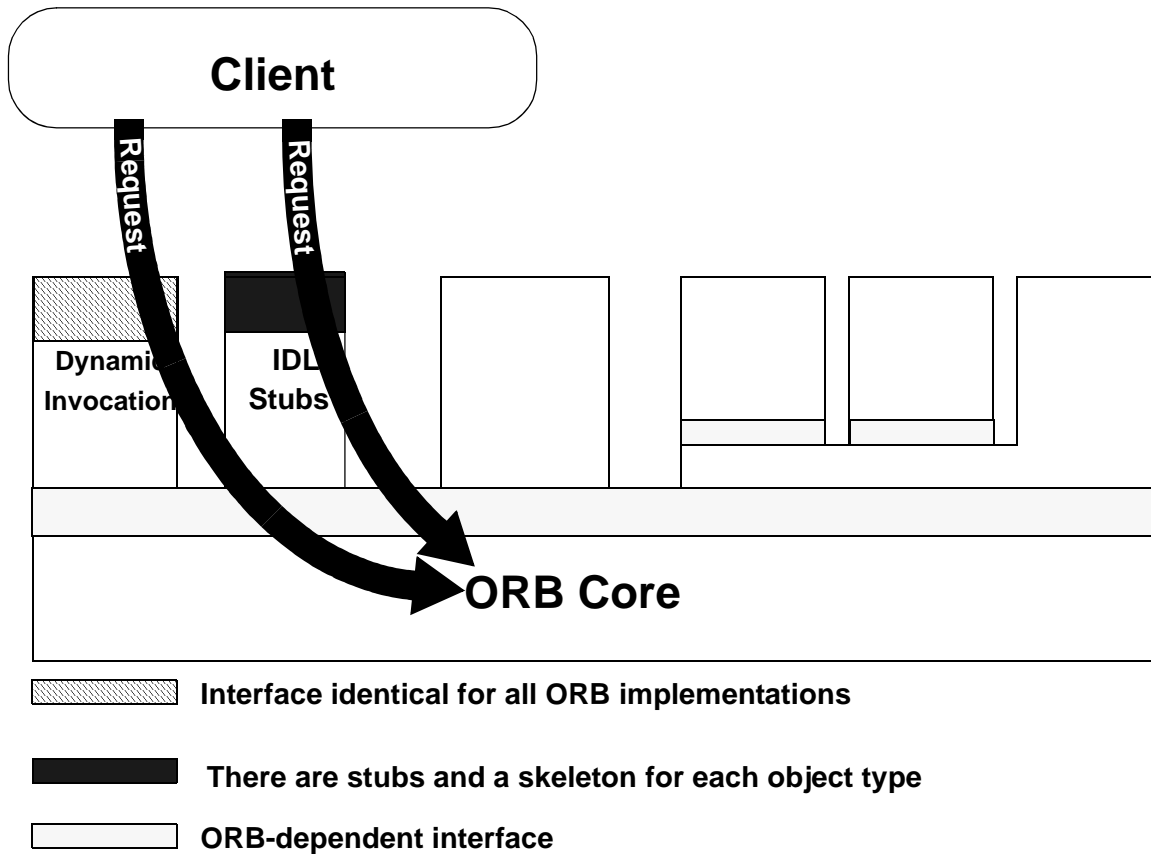 Client
Request
Request
Dynamic
Invocation
IDL
Stubs
ORB Core
Interface identical for all ORB implementations
There are stubs and a skeleton for each object type
ORB-dependent interface